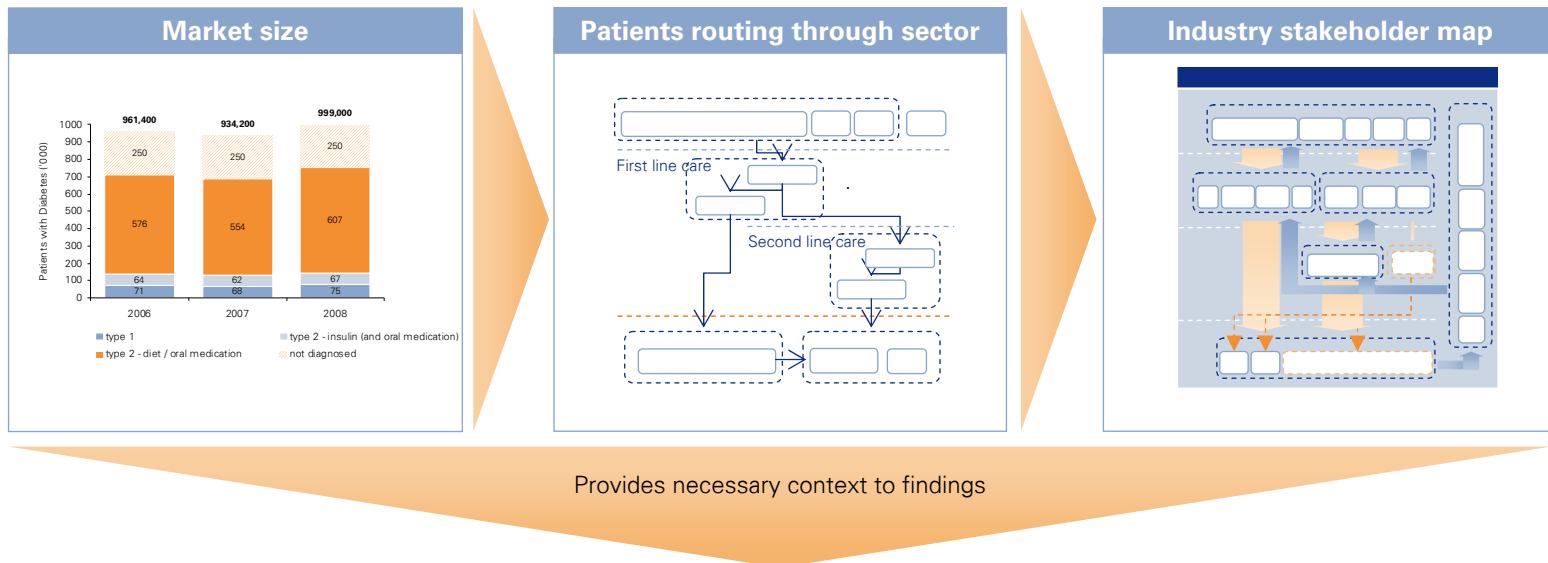 Market size
Patients routing through sector
Industry stakeholder map
Patients with Diabetes ('000)
1000
900
800
700
600
500
400
300
200
100
0
961,400
934,200
999,000
250
250
250
576
554
607
64
62
67
71
68
75
2006
2007
2008
type 1
type 2 - insulin (and oral medication)
type 2 - diet / oral medication
not diagnosed
First line care
Second line care
Provides necessary context to findings